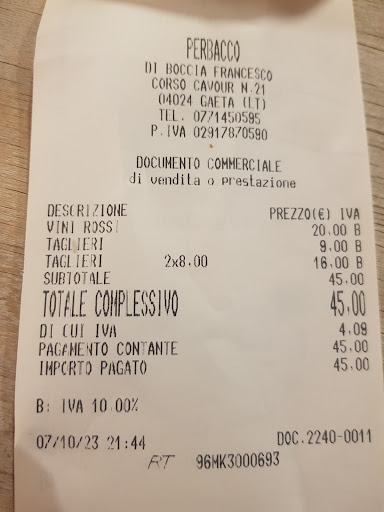 PERBACCO
DI BOCCIA FRANCESCO
CORSO CAVOUR N.21
04024 GAETA (LT)
TEL. 0771450595
P.IVA 02917870590
DOCUMENTO COMMERCIALE
di vendita o prestazione
DESCRIZIONE PREZZO(€) IVA
VINI ROSSI 20.00 B
TAGLIERI 9.00 B
TAGLIERI 2x8.00 16.00 B
SUBTOTALE 45.00
TOTALE COMPLESSIVO 45,00
DI CUI IVA 4.09
PAGAMENTO CONTANTE 45.00
IMPORTO PAGATO 45.00
B: IVA 10.00%
07/10/23 21:44 DOC.2240-0011
RT 96MK3000693